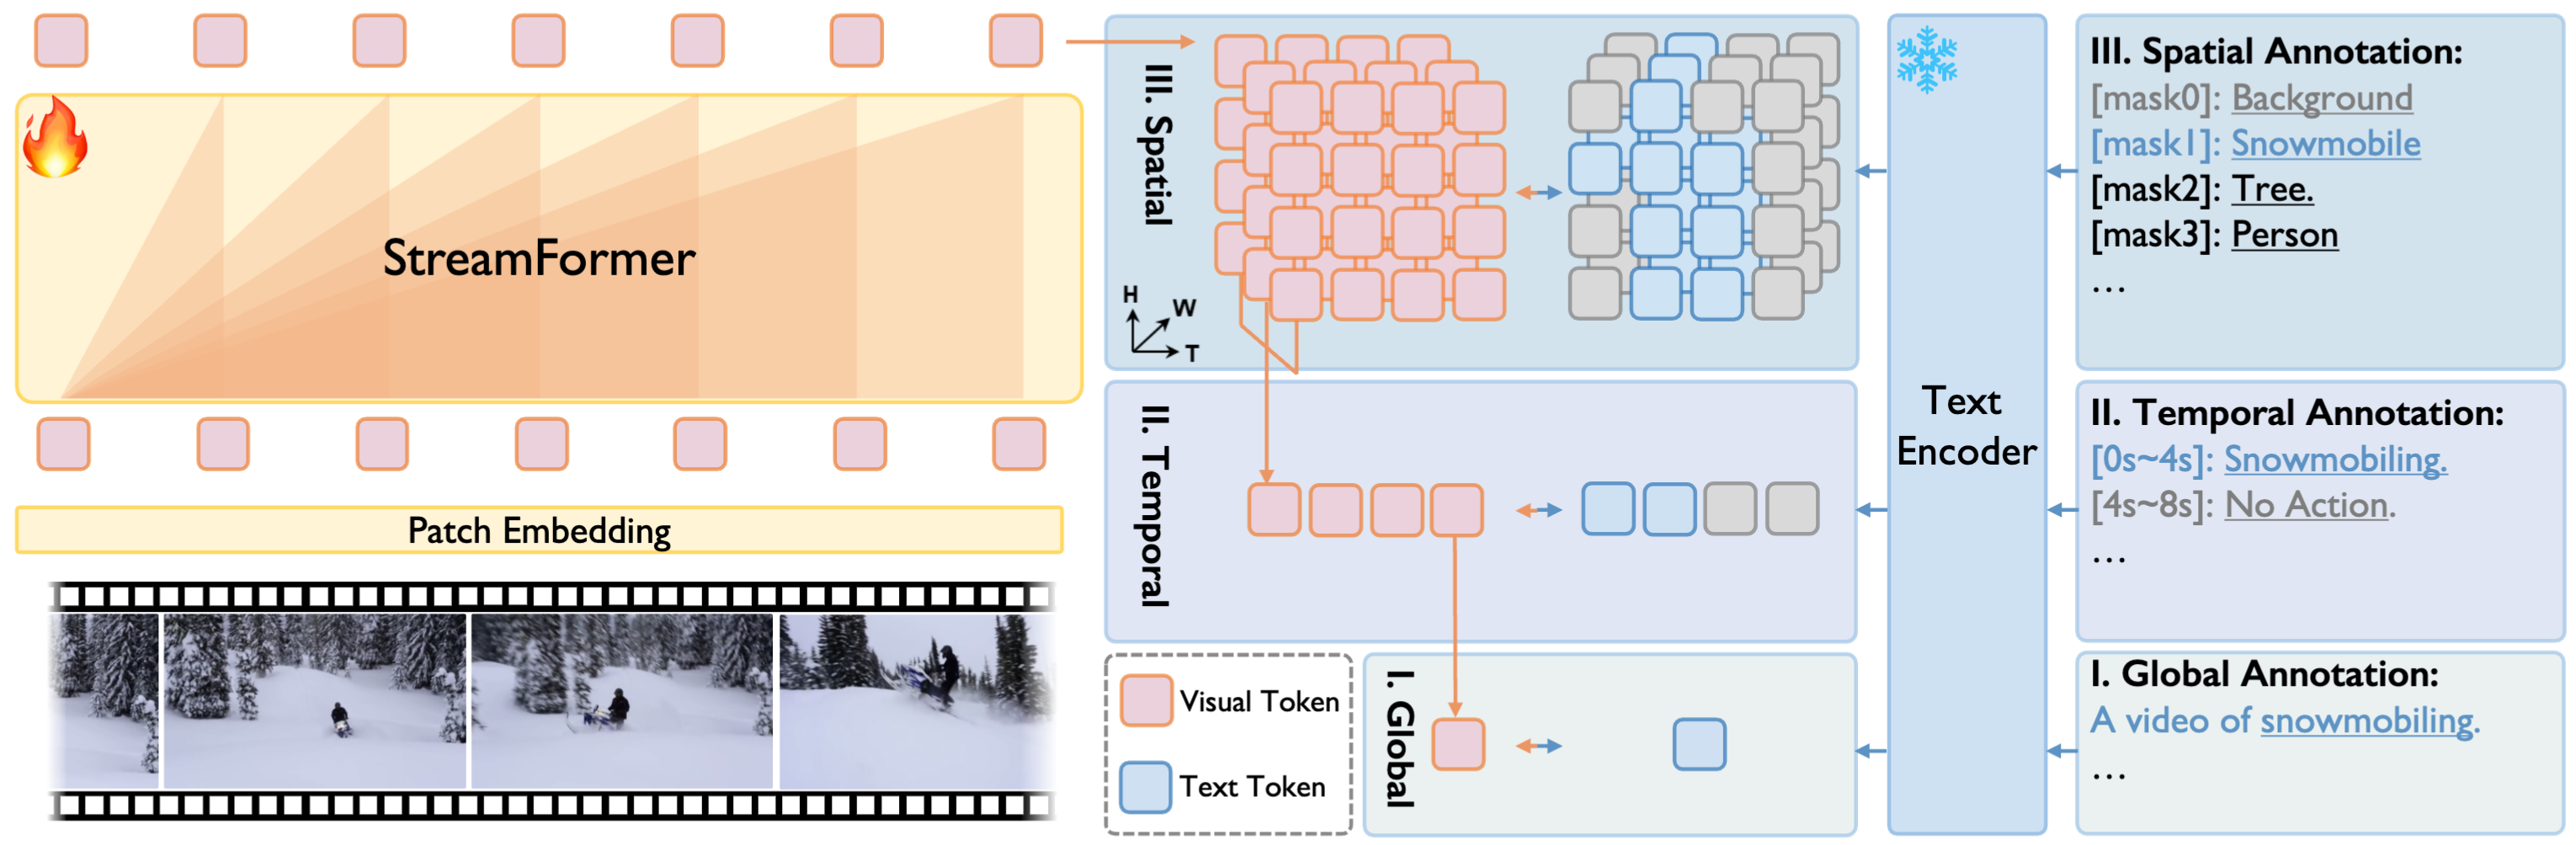 StreamFormer
Patch Embedding
III. Spatial
H
W
T
II. Temporal
Visual Token
Text Token
I. Global
Text
Encoder
III. Spatial Annotation:
[mask0]: Background
[mask1]: Snowmobile
[mask2]: Tree.
[mask3]: Person
...
II. Temporal Annotation:
[0s~4s]: Snowmobiling.
[4s~8s]: No Action.
...
I. Global Annotation:
A video of snowmobiling.
...